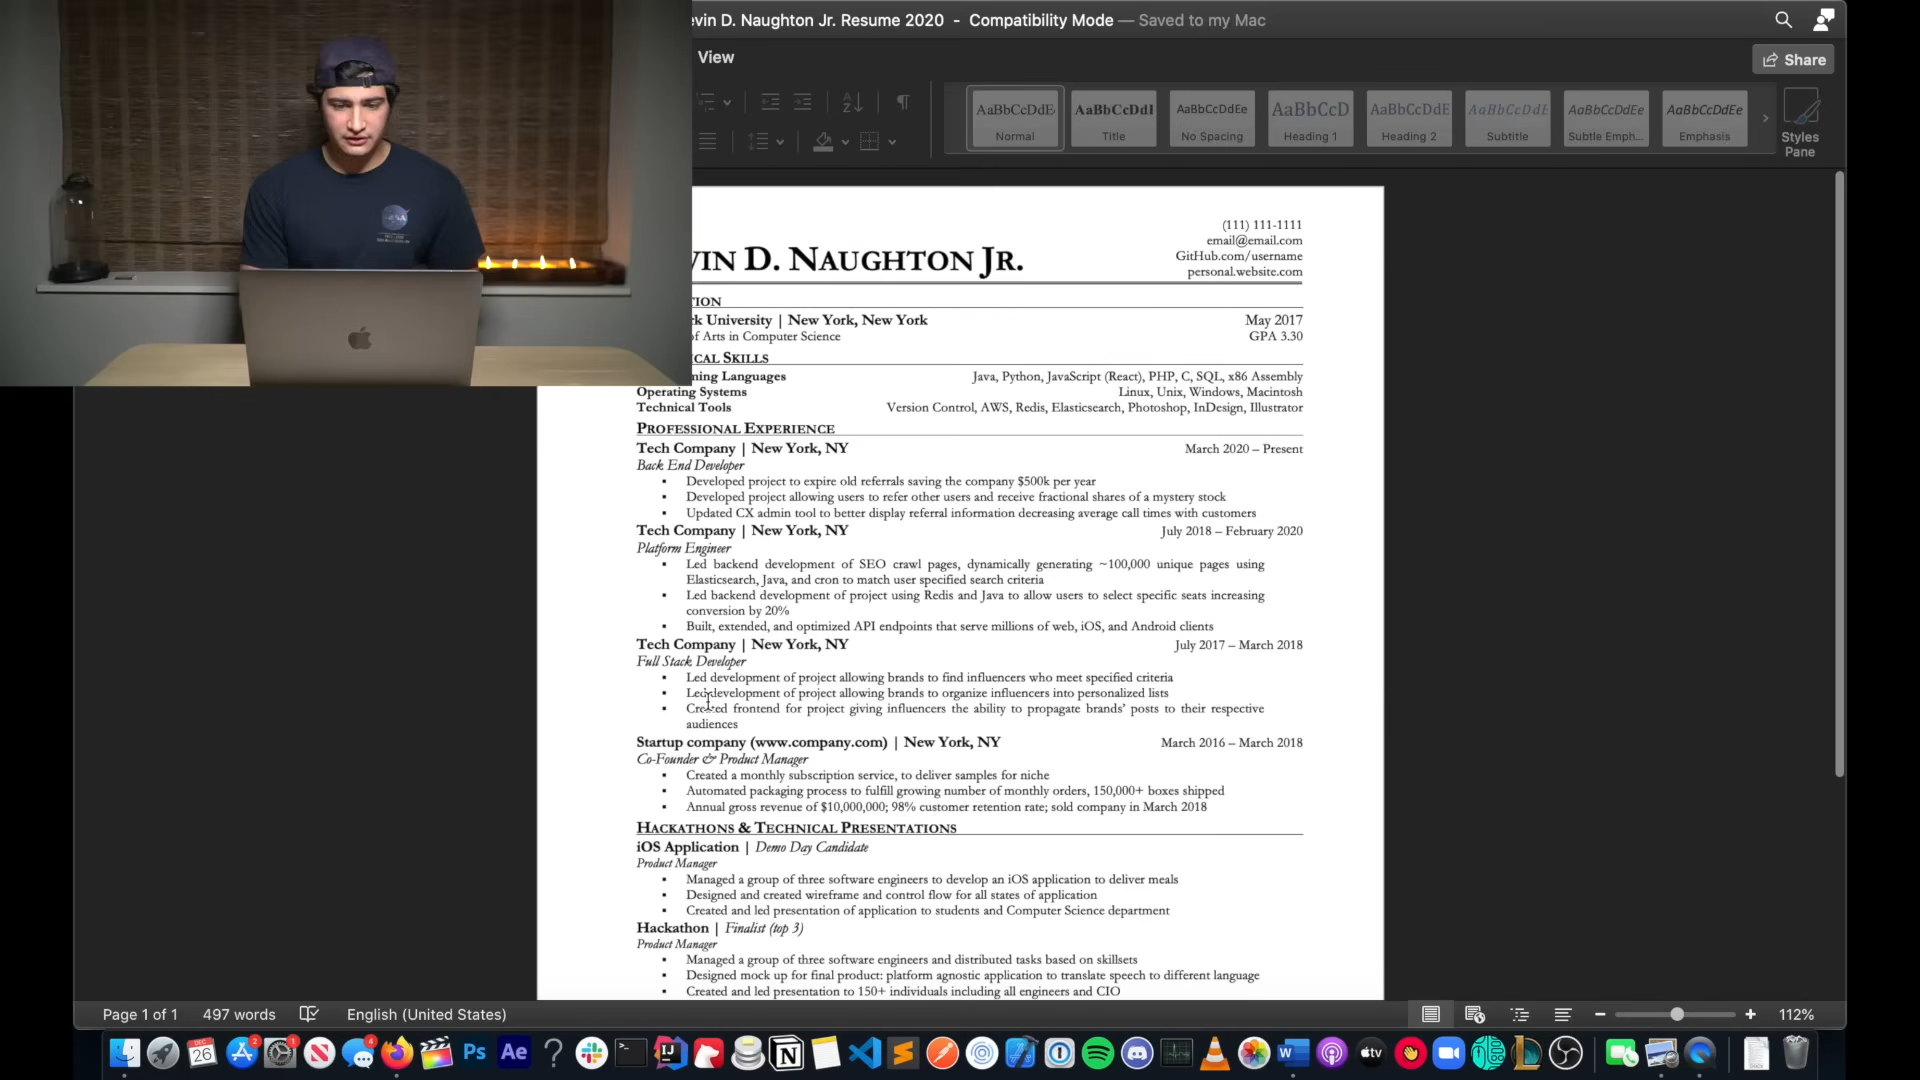 evin D. Naughton Jr. Resume 2020 - Compatibility Mode — Saved to my Mac
View
Share
AaBbCcDdE
AaBbCcDdI
AaBbCcDdEe
AaBbCcD
AaBbCcDdE
AaBbCcDdE
AaBbCcDdEe
AaBbCcDdEe
Normal
Title
No Spacing
Heading 1
Heading 2
Subtitle
Subtle Emph...
Emphasis
Styles
Pane
(111) 111-1111
email@email.com
GitHub.com/username
personal.website.com
VIN D. NAUGHTON JR.
TION
rk University | New York, New York
May 2017
of Arts in Computer Science
GPA 3.30
CAL SKILLS
ming Languages
Java, Python, JavaScript (React), PHP, C, SQL, x86 Assembly
Operating Systems
Linux, Unix, Windows, Macintosh
Technical Tools
Version Control, AWS, Redis, Elasticsearch, Photoshop, InDesign, Illustrator
PROFESSIONAL EXPERIENCE
Tech Company | New York, NY
March 2020 – Present
Back End Developer
▪ Developed project to expire old referrals saving the company $500k per year
▪ Developed project allowing users to refer other users and receive fractional shares of a mystery stock
▪ Updated CX admin tool to better display referral information decreasing average call times with customers
Tech Company | New York, NY
July 2018 – February 2020
Platform Engineer
▪ Led backend development of SEO crawl pages, dynamically generating ~100,000 unique pages using
Elasticsearch, Java, and cron to match user specified search criteria
▪ Led backend development of project using Redis and Java to allow users to select specific seats increasing
conversion by 20%
▪ Built, extended, and optimized API endpoints that serve millions of web, iOS, and Android clients
Tech Company | New York, NY
July 2017 – March 2018
Full Stack Developer
▪ Led development of project allowing brands to find influencers who meet specified criteria
▪ Led development of project allowing brands to organize influencers into personalized lists
▪ Created frontend for project giving influencers the ability to propagate brands' posts to their respective
audiences
Startup company (www.company.com) | New York, NY
March 2016 – March 2018
Co-Founder & Product Manager
▪ Created a monthly subscription service, to deliver samples for niche
▪ Automated packaging process to fulfill growing number of monthly orders, 150,000+ boxes shipped
▪ Annual gross revenue of $10,000,000; 98% customer retention rate; sold company in March 2018
HACKATHONS & TECHNICAL PRESENTATIONS
iOS Application | Demo Day Candidate
Product Manager
▪ Managed a group of three software engineers to develop an iOS application to deliver meals
▪ Designed and created wireframe and control flow for all states of application
▪ Created and led presentation of application to students and Computer Science department
Hackathon | Finalist (top 3)
Product Manager
▪ Managed a group of three software engineers and distributed tasks based on skillsets
▪ Designed mock up for final product: platform agnostic application to translate speech to different language
▪ Created and led presentation to 150+ individuals including all engineers and CIO
Page 1 of 1
497 words
English (United States)
112%
DEC
26
2
1
4
Ps
Ae
tv